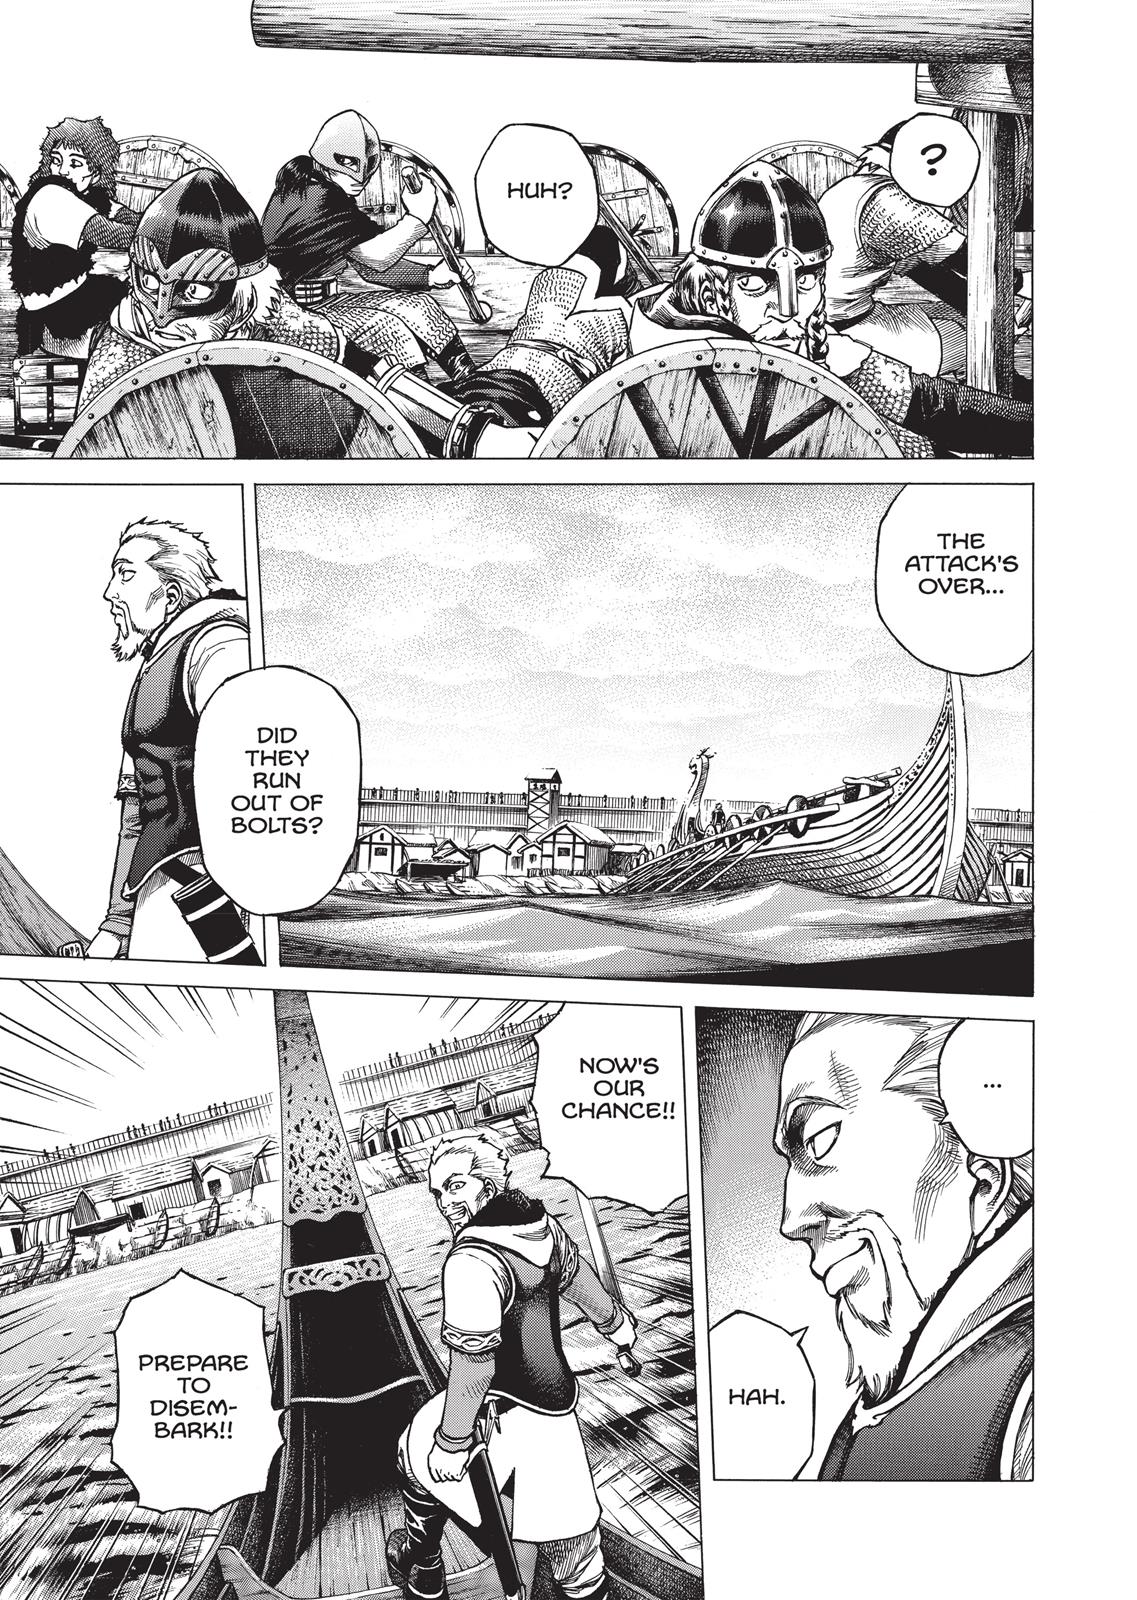 ?
HUH?
THE
ATTACK'S
OVER...
DID
THEY
RUN
OUT OF
BOLTS?
...
HAH.
NOW'S
OUR
CHANCE!!
PREPARE
TO
DISEM-
BARK!!